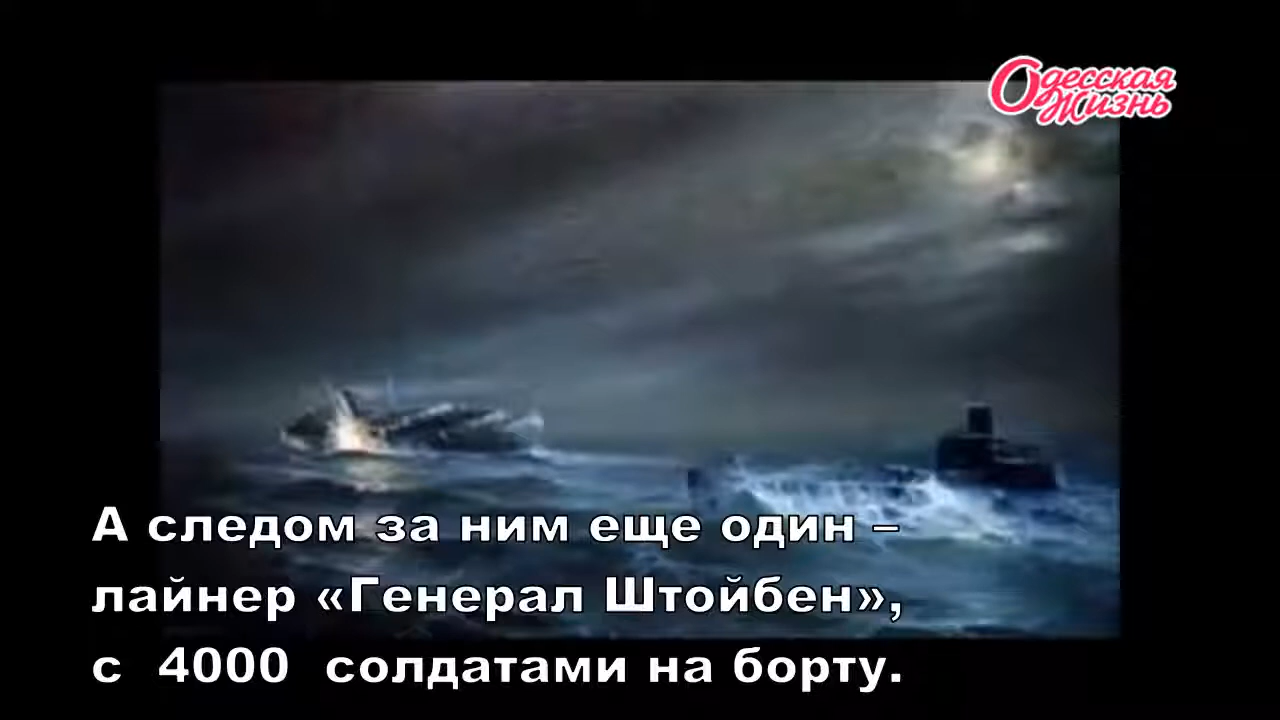 Одесская
Жизнь
А следом за ним еще один –
лайнер «Генерал Штойбен»,
с 4000 солдатами на борту.